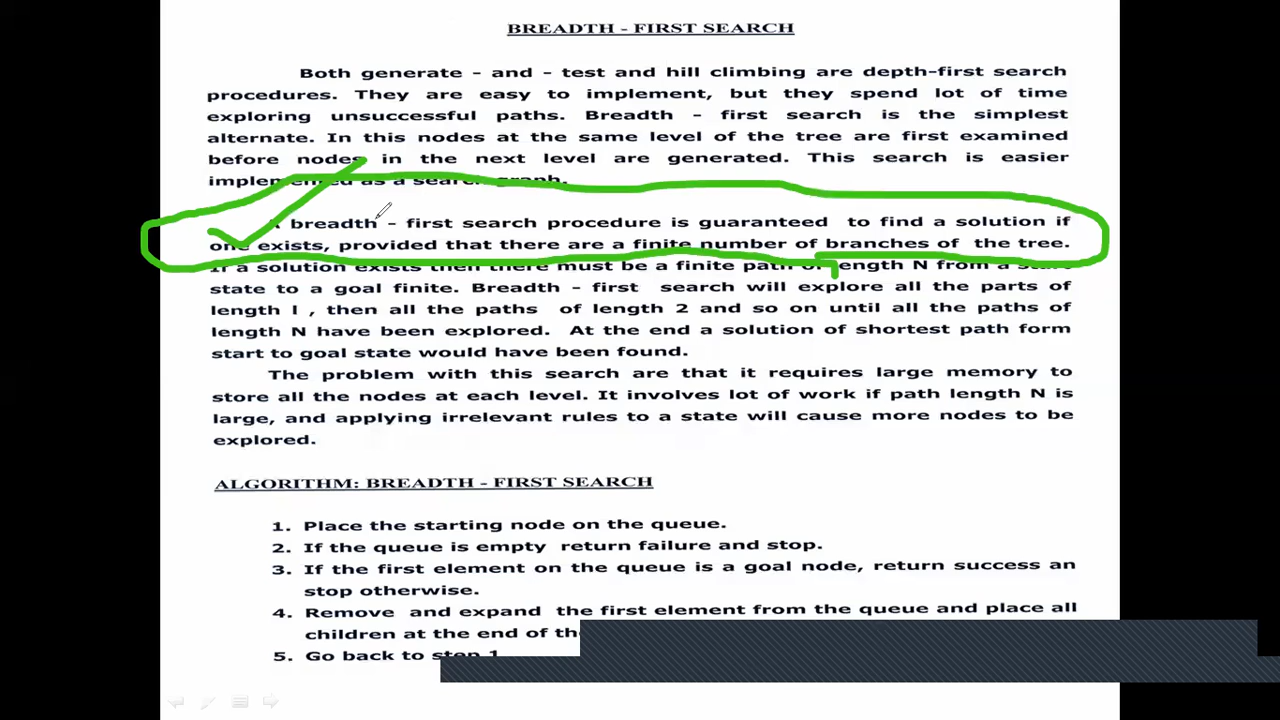 BREADTH - FIRST SEARCH
Both generate - and - test and hill climbing are depth-first search
procedures. They are easy to implement, but they spend lot of time
exploring unsuccessful paths. Breadth - first search is the simplest
alternate. In this nodes at the same level of the tree are first examined
before nodes in the next level are generated. This search is easier
implemented as a search graph.
A breadth - first search procedure is guaranteed to find a solution if
one exists, provided that there are a finite number of branches of the tree.
If a solution exists then there must be a finite path of length N from a start
state to a goal finite. Breadth - first search will explore all the parts of
length l , then all the paths of length 2 and so on until all the paths of
length N have been explored. At the end a solution of shortest path form
start to goal state would have been found.
The problem with this search are that it requires large memory to
store all the nodes at each level. It involves lot of work if path length N is
large, and applying irrelevant rules to a state will cause more nodes to be
explored.
ALGORITHM: BREADTH - FIRST SEARCH
1. Place the starting node on the queue.
2. If the queue is empty return failure and stop.
3. If the first element on the queue is a goal node, return success an
stop otherwise.
4. Remove and expand the first element from the queue and place all
children at the end of the
5. Go back to step 1